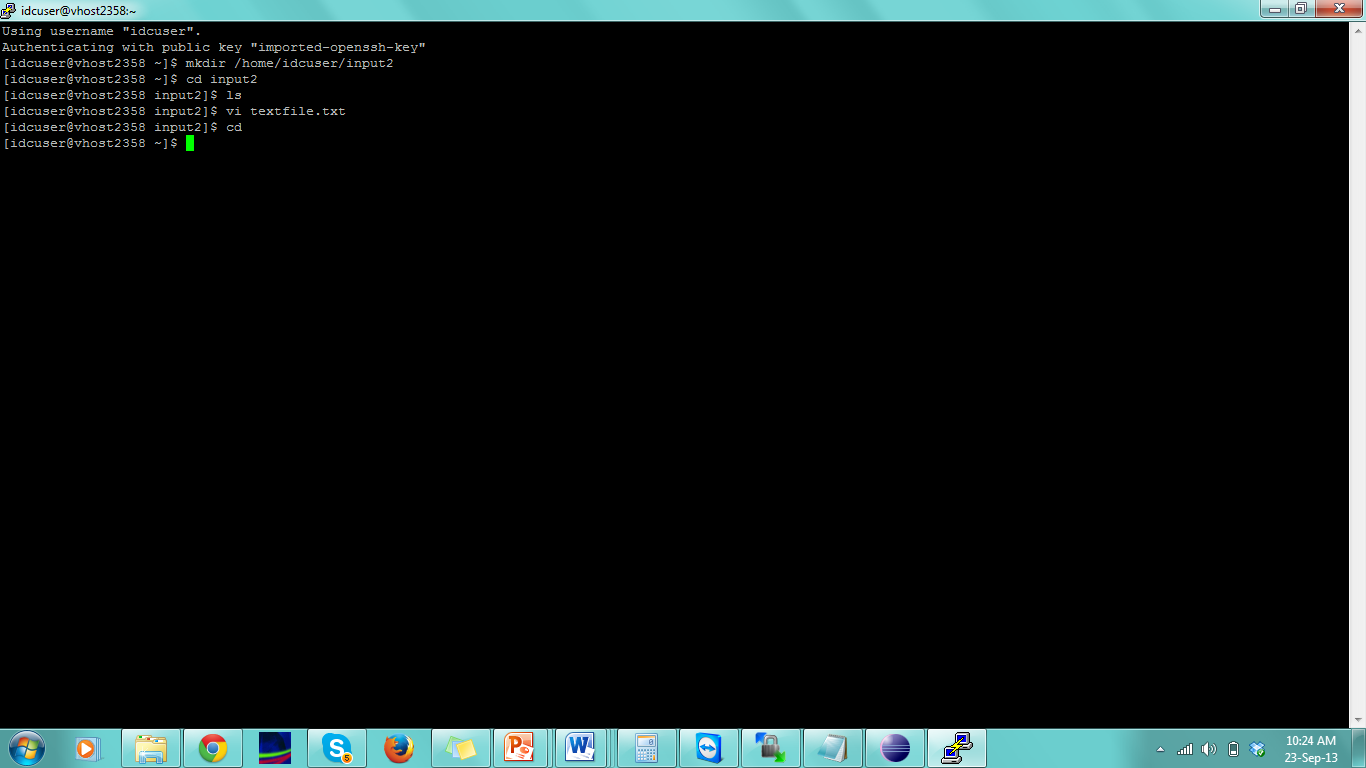 idcuser@vhost2358:~
Using username "idcuser".
Authenticating with public key "imported-openssh-key"
[idcuser@vhost2358 ~]$ mkdir /home/idcuser/input2
[idcuser@vhost2358 ~]$ cd input2
[idcuser@vhost2358 input2]$ ls
[idcuser@vhost2358 input2]$ vi textfile.txt
[idcuser@vhost2358 input2]$ cd
[idcuser@vhost2358 ~]$
10:24 AM
23-Sep-13